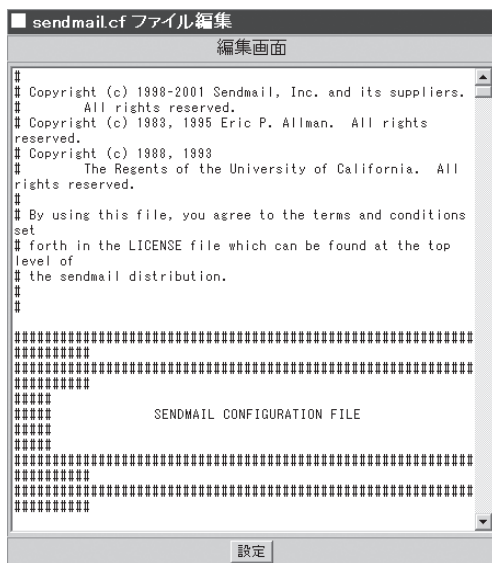 ■ sendmail.cf ファイル編集
編集画面
#
# Copyright (c) 1998-2001 Sendmail, Inc. and its suppliers.
#       All rights reserved.
# Copyright (c) 1983, 1995 Eric P. Allman.  All rights
reserved.
# Copyright (c) 1988, 1993
#       The Regents of the University of California.  All
rights reserved.
#
# By using this file, you agree to the terms and conditions
set
# forth in the LICENSE file which can be found at the top
level of
# the sendmail distribution.
#
#

############################################################
##########
############################################################
##########
#####
#####           SENDMAIL CONFIGURATION FILE
#####
#####
############################################################
##########
############################################################
##########
設定